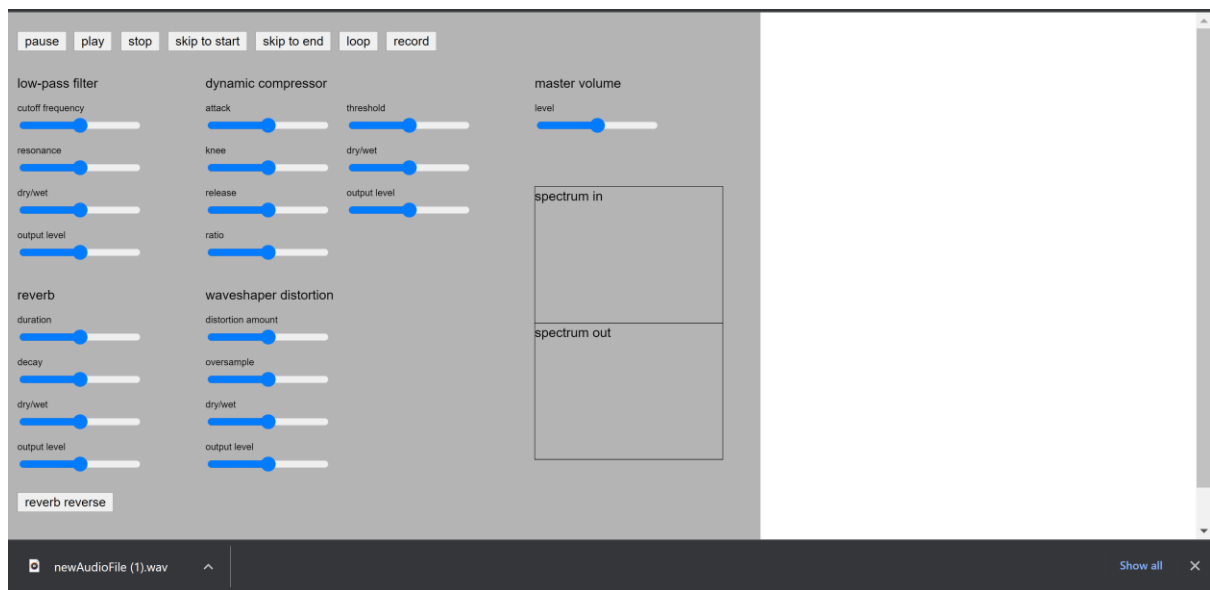 pause play stop skip to start skip to end loop record
low-pass filter dynamic compressor master volume
cutoff frequency attack threshold level
resonance knee dry/wet
dry/wet release output level
spectrum in
output level ratio
reverb waveshaper distortion
duration distortion amount
spectrum out
decay oversample
dry/wet dry/wet
output level output level
reverb reverse
newAudioFile (1).wav Show all